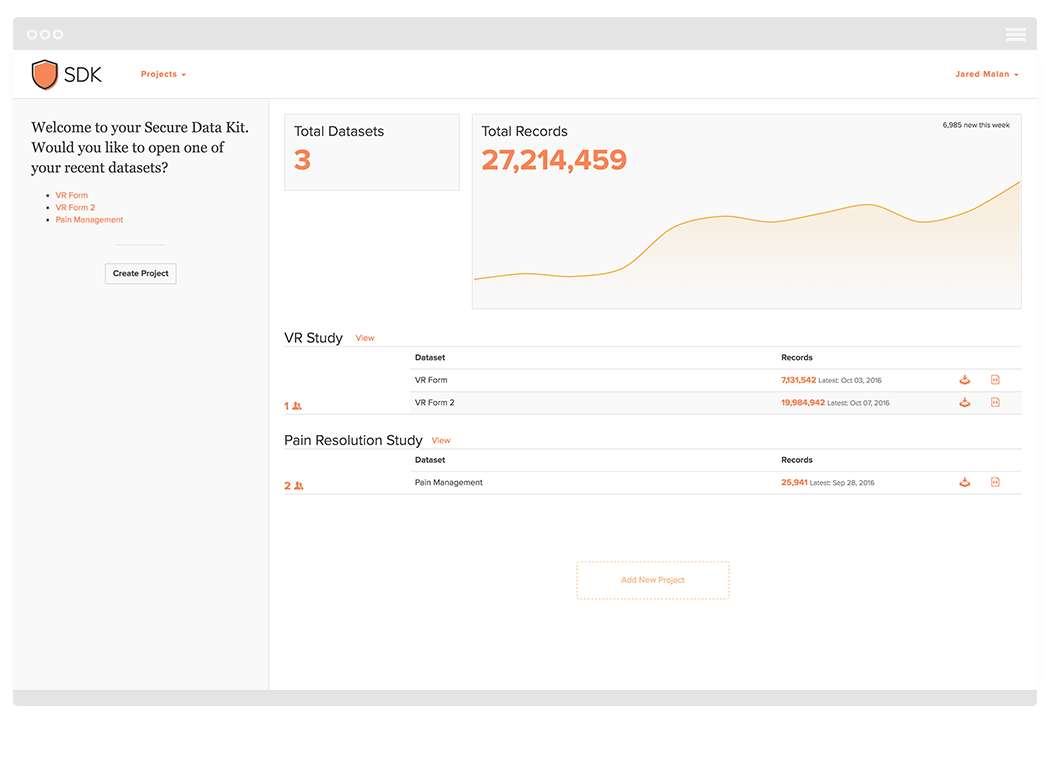 SDK
Projects
Jared Malan
Welcome to your Secure Data Kit.
Would you like to open one of
your recent datasets?
VR Form
VR Form 2
Pain Management
Create Project
Total Datasets
3
Total Records
6,985 new this week
27,214,459
VR Study View
Dataset Records
VR Form 7,131,542 Latest: Oct 03, 2016
1 VR Form 2 19,984,942 Latest: Oct 07, 2016
Pain Resolution Study View
Dataset Records
2 Pain Management 25,941 Latest: Sep 28, 2016
Add New Project